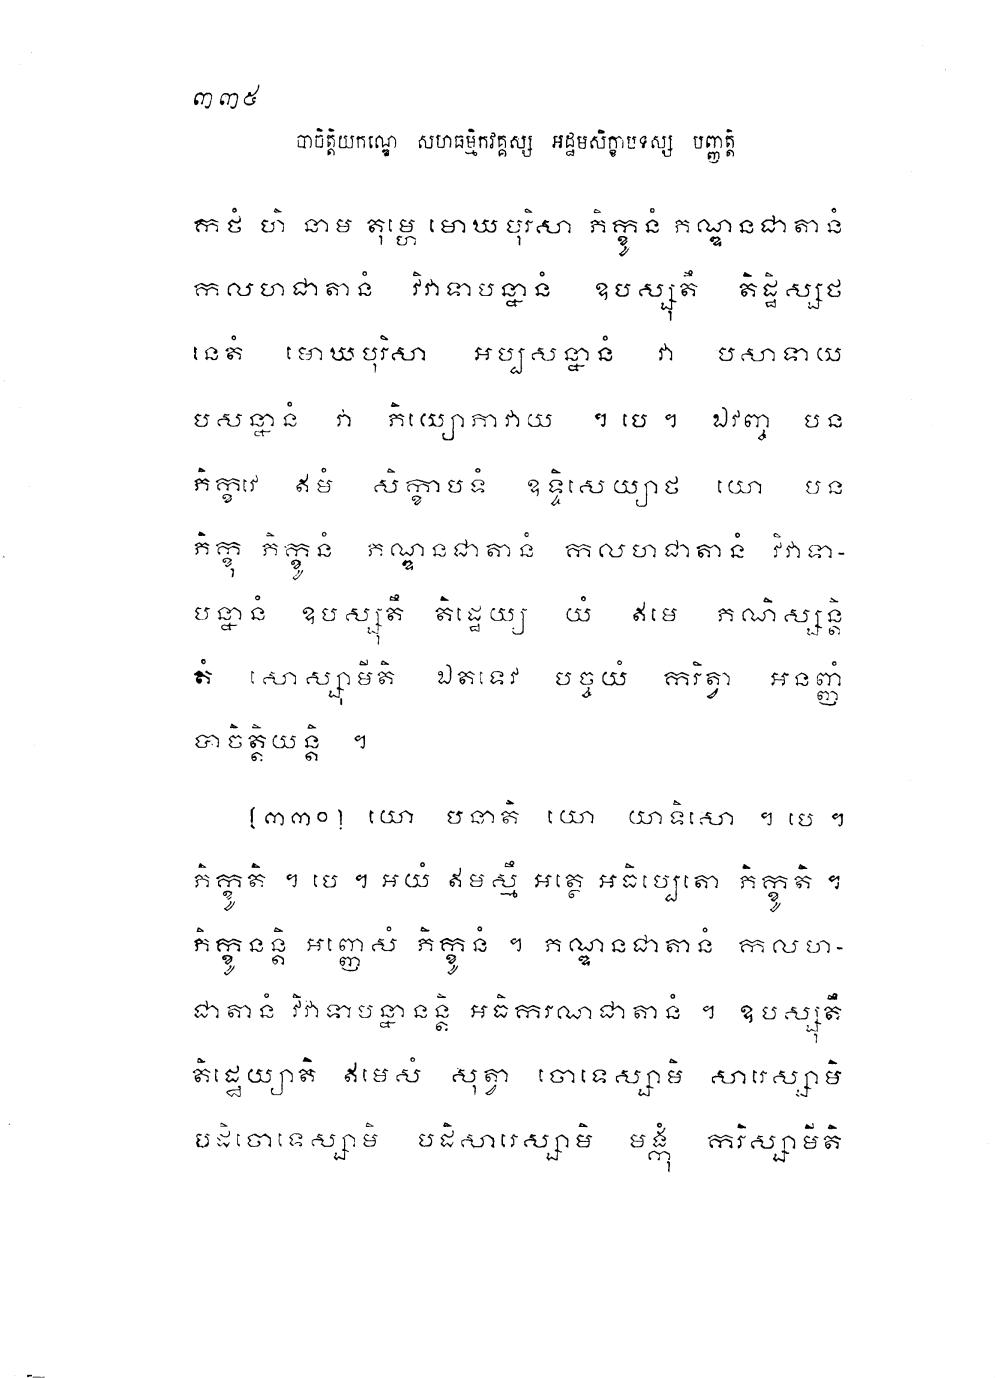 ៣៣៥
បាចិត្តិយកណ្ឌេ សហធម្មិកវគ្គស្ស អដ្ឋមសិក្ខាបទស្ស បញ្ញត្តិ
កថំ ហិ នាម តុម្ហេ មោឃបុរិសា ភិក្ខូនំ ភណ្ឌនជាតានំ
កលហជាតានំ វិវាទាបន្នានំ ឧបស្សុតឹ តិដ្ឋិស្សថ
នេតំ មោឃបុរិសា អប្បសន្នានំ វា បសាទាយ
បសន្នានំ វា ភិយ្យោភាវាយ ។ បេ ។ ឯវញ្ច បន
ភិក្ខវេ ឥមំ សិក្ខាបទំ ឧទ្ទិសេយ្យាថ យោ បន
ភិក្ខុ ភិក្ខូនំ ភណ្ឌនជាតានំ កលហជាតានំ វិវាទា-
បន្នានំ ឧបស្សុតឹ តិដ្ឋេយ្យ យំ ឥមេ ភណិស្សន្តិ
តំ សោស្សាមីតិ ឯតទេវ បច្ចយំ ករិត្វា អនញ្ញំ
បាចិត្តិយន្តិ ។
[៣៣០] យោ បនាតិ យោ យាទិសោ ។ បេ ។
ភិក្ខូតិ ។ បេ ។ អយំ ឥមស្មឹ អត្ថេ អធិប្បេតោ ភិក្ខូតិ ។
ភិក្ខូនន្តិ អញ្ញេសំ ភិក្ខូនំ ។ ភណ្ឌនជាតានំ កលហ-
ជាតានំ វិវាទាបន្នានន្តិ អធិករណជាតានំ ។ ឧបស្សុតឹ
តិដ្ឋេយ្យាតិ ឥមេសំ សុត្វា ចោទេស្សាមិ សារេស្សាមិ
បដិចោទេស្សាមិ បដិសារេស្សាមិ មង្កុំ ករិស្សាមីតិ